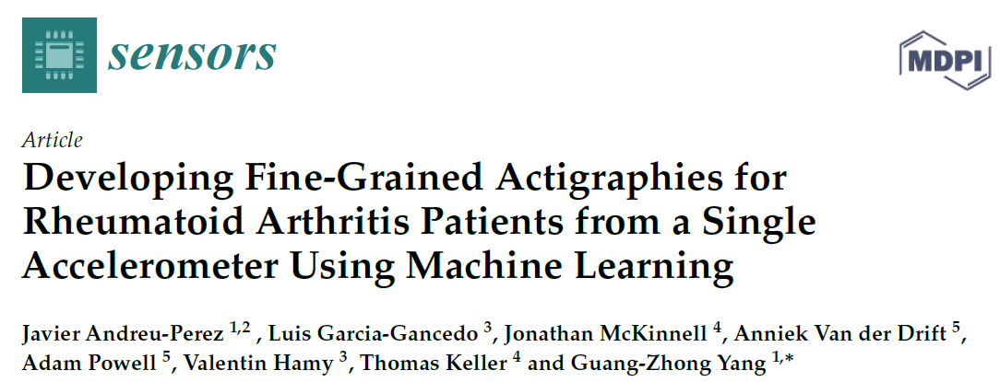 sensors
MDPI
Article
Developing Fine-Grained Actigraphies for
Rheumatoid Arthritis Patients from a Single
Accelerometer Using Machine Learning
Javier Andreu-Perez 1,2 , Luis Garcia-Gancedo 3, Jonathan McKinnell 4, Anniek Van der Drift 5,
Adam Powell 5, Valentin Hamy 3, Thomas Keller 4 and Guang-Zhong Yang 1,*